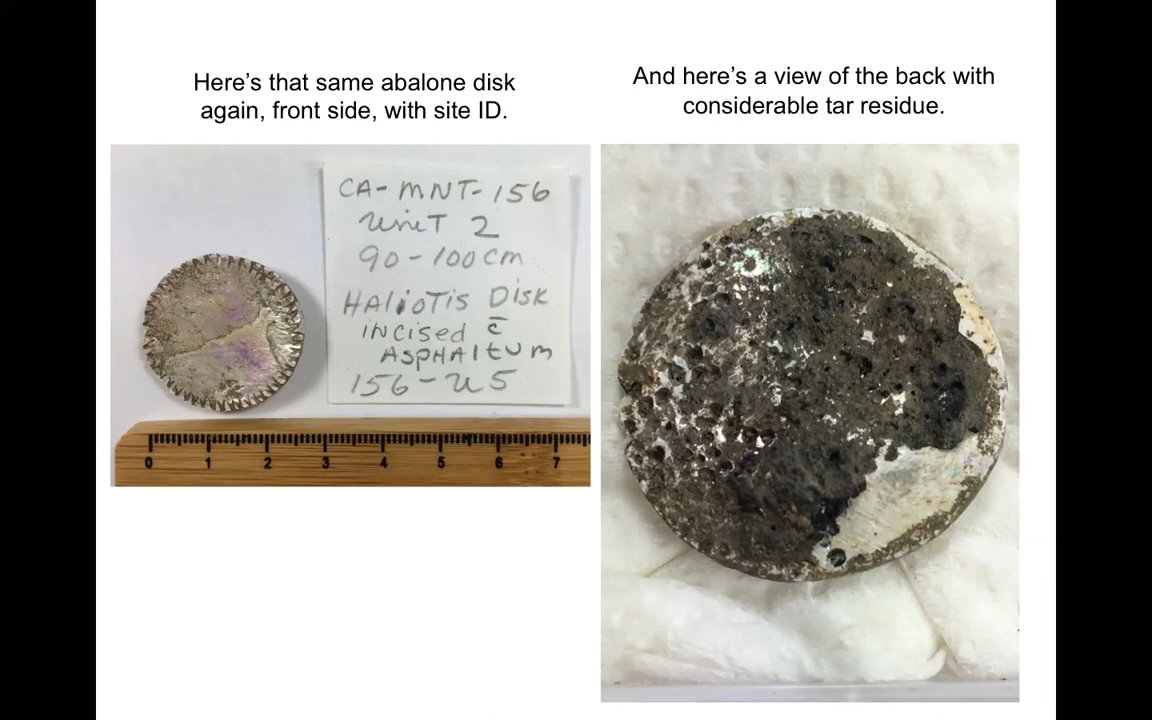 Here’s that same abalone disk
again, front side, with site ID.
And here’s a view of the back with
considerable tar residue.
CA-MNT-156
Unit 2
90-100cm
HAliOTis Disk
iNCised c̄
ASpHAltum
156-U5
0 1 2 3 4 5 6 7